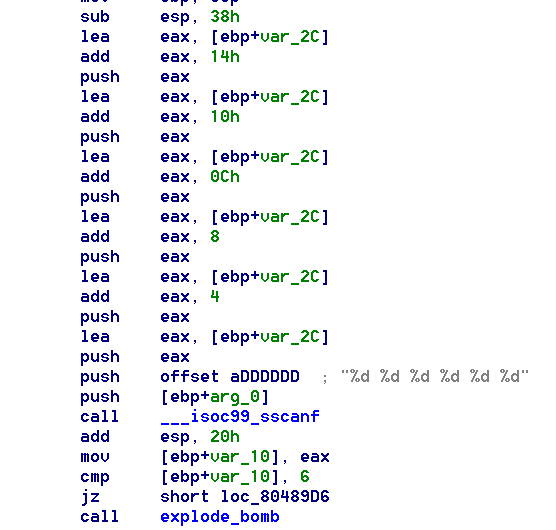 mov ebp, esp
sub esp, 38h
lea eax, [ebp+var_2C]
add eax, 14h
push eax
lea eax, [ebp+var_2C]
add eax, 10h
push eax
lea eax, [ebp+var_2C]
add eax, 0Ch
push eax
lea eax, [ebp+var_2C]
add eax, 8
push eax
lea eax, [ebp+var_2C]
add eax, 4
push eax
lea eax, [ebp+var_2C]
push eax
push offset aDDDDDD ; "%d %d %d %d %d %d"
push [ebp+arg_0]
call ___isoc99_sscanf
add esp, 20h
mov [ebp+var_10], eax
cmp [ebp+var_10], 6
jz short loc_80489D6
call explode_bomb